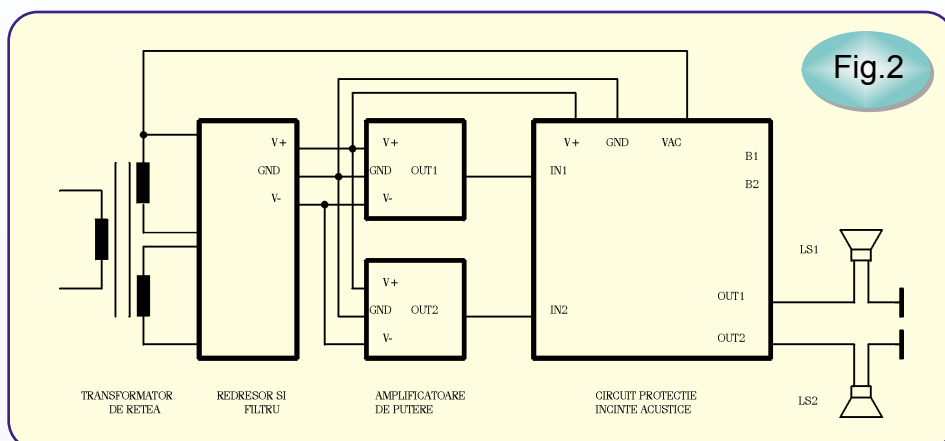 Fig.2
V+
GND
V-
V+
GND OUT1
V-
V+
GND OUT2
V-
V+ GND VAC
IN1
IN2
B1
B2
OUT1
OUT2
LS1
LS2
TRANSFORMATOR
DE RETEA
REDRESOR SI
FILTRU
AMPLIFICATOARE
DE PUTERE
CIRCUIT PROTECTIE
INCINTE ACUSTICE